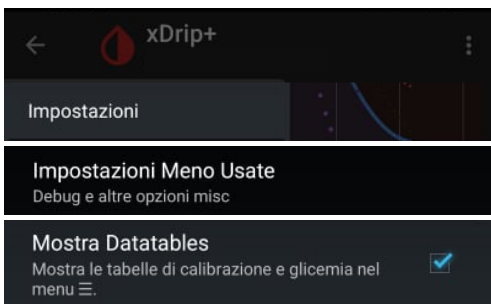 xDrip+
Impostazioni
Impostazioni Meno Usate
Debug e altre opzioni misc
Mostra Datatables
Mostra le tabelle di calibrazione e glicemia nel
menu ☰.